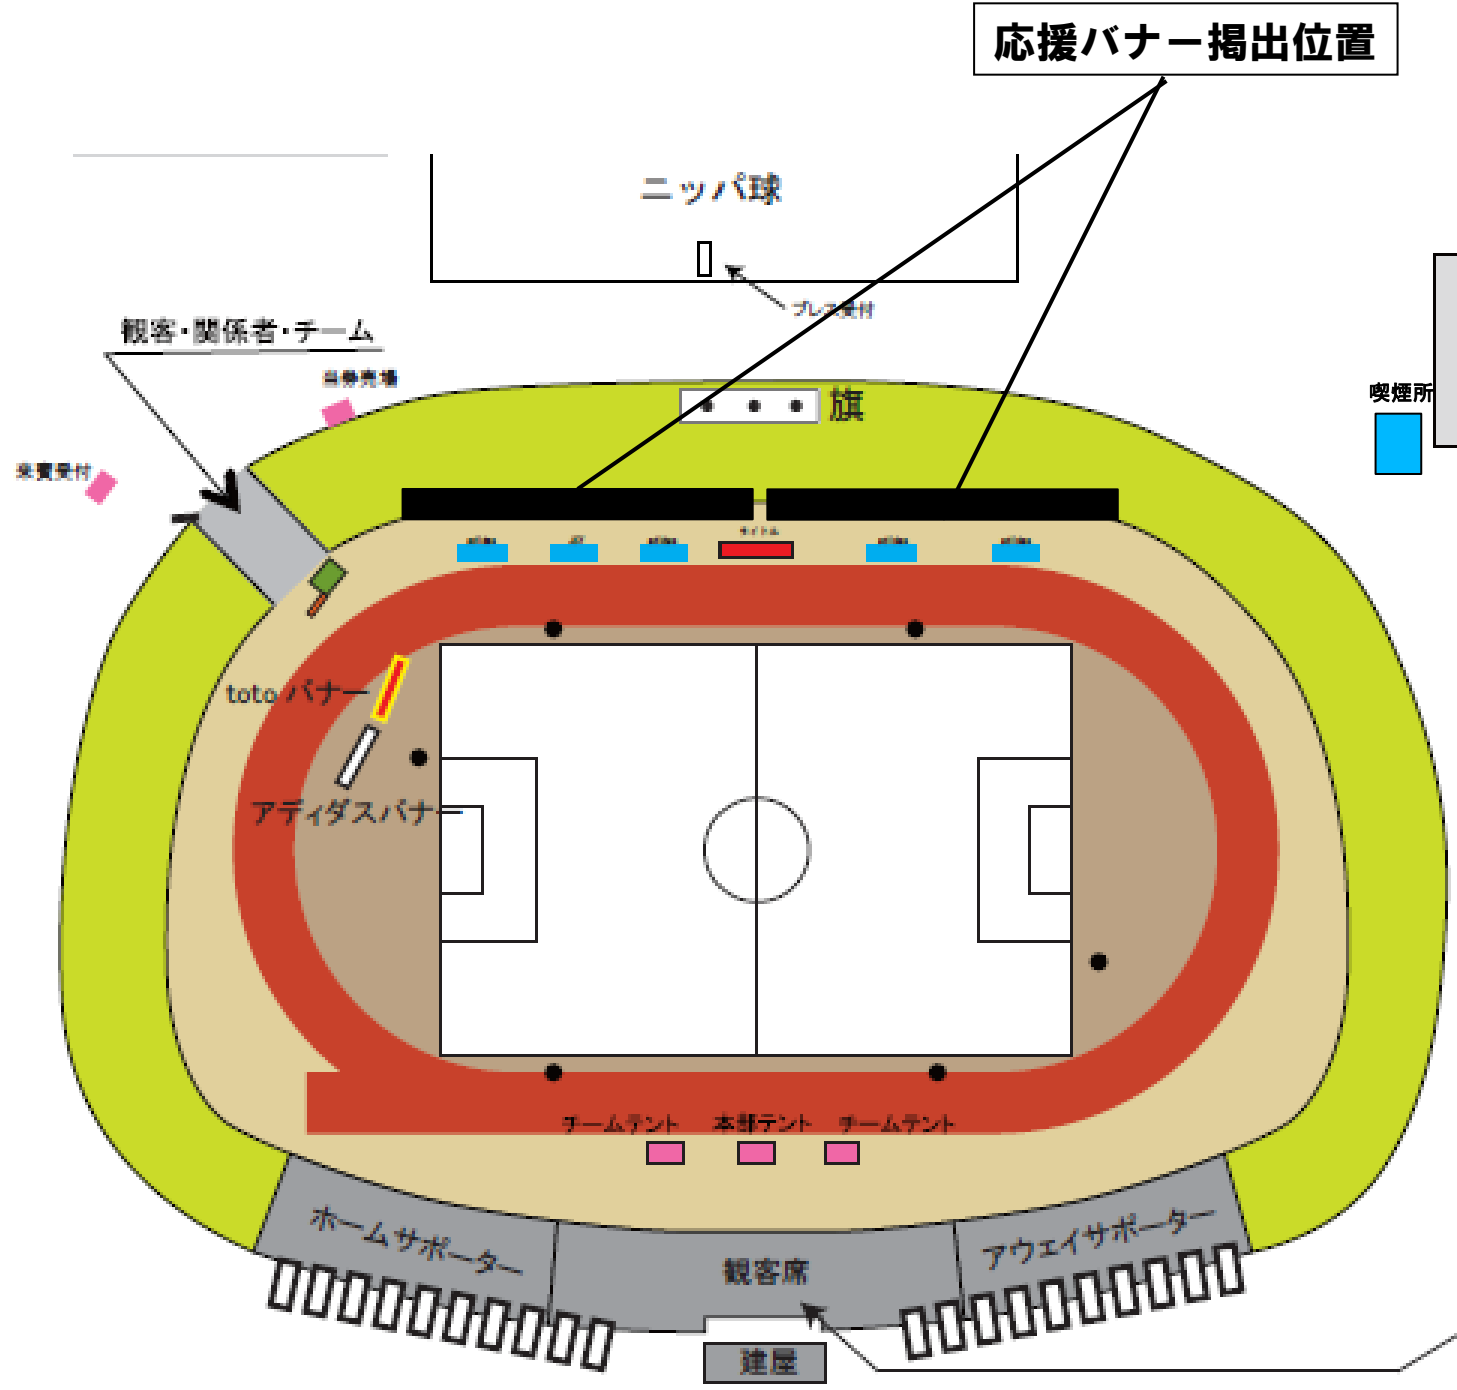 応援バナー掲出位置
ニッパ球
プレス受付
観客・関係者・チーム
当券売場
喫煙所
旗
来賓受付
タイトル
totoバナー
アディダスバナー
チームテント
本部テント
チームテント
ホームサポーター
アウェイサポーター
観客席
建屋